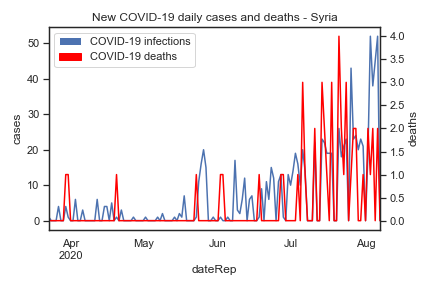 New COVID-19 daily cases and deaths - Syria
COVID-19 infections
COVID-19 deaths
cases
50
40
30
20
10
0
deaths
4.0
3.5
3.0
2.5
2.0
1.5
1.0
0.5
0.0
Apr
2020
May
Jun
Jul
Aug
dateRep